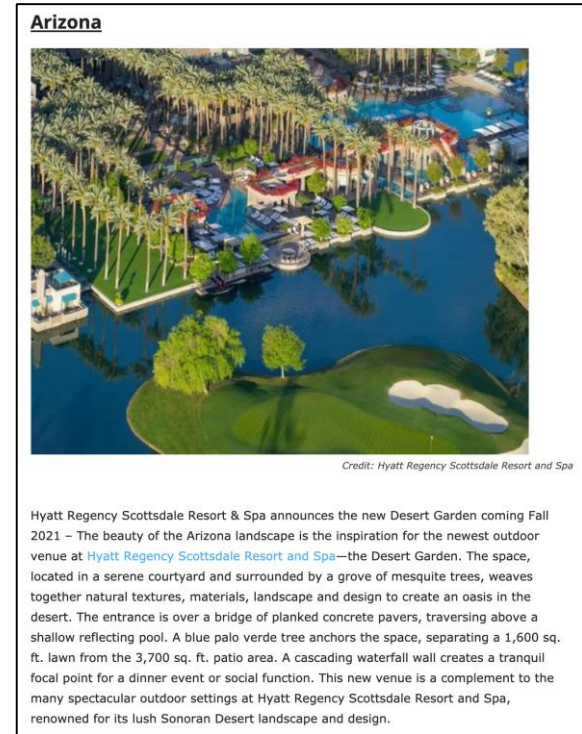 Arizona
Credit: Hyatt Regency Scottsdale Resort and Spa
Hyatt Regency Scottsdale Resort & Spa announces the new Desert Garden coming Fall
2021 – The beauty of the Arizona landscape is the inspiration for the newest outdoor
venue at Hyatt Regency Scottsdale Resort and Spa—the Desert Garden. The space,
located in a serene courtyard and surrounded by a grove of mesquite trees, weaves
together natural textures, materials, landscape and design to create an oasis in the
desert. The entrance is over a bridge of planked concrete pavers, traversing above a
shallow reflecting pool. A blue palo verde tree anchors the space, separating a 1,600 sq.
ft. lawn from the 3,700 sq. ft. patio area. A cascading waterfall wall creates a tranquil
focal point for a dinner event or social function. This new venue is a complement to the
many spectacular outdoor settings at Hyatt Regency Scottsdale Resort and Spa,
renowned for its lush Sonoran Desert landscape and design.